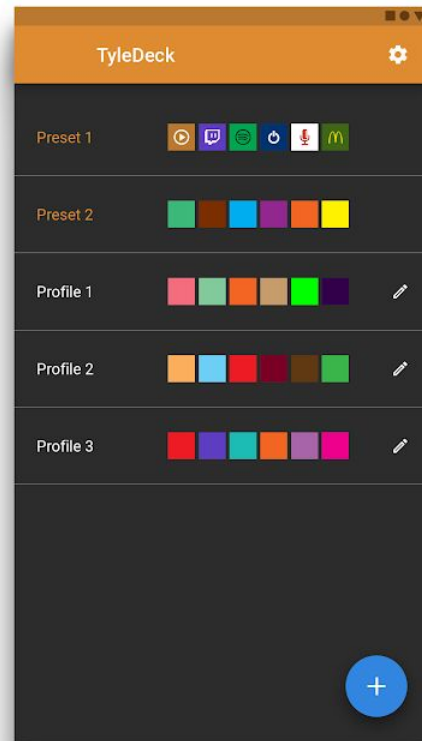 TyleDeck
Preset 1
Preset 2
Profile 1
Profile 2
Profile 3